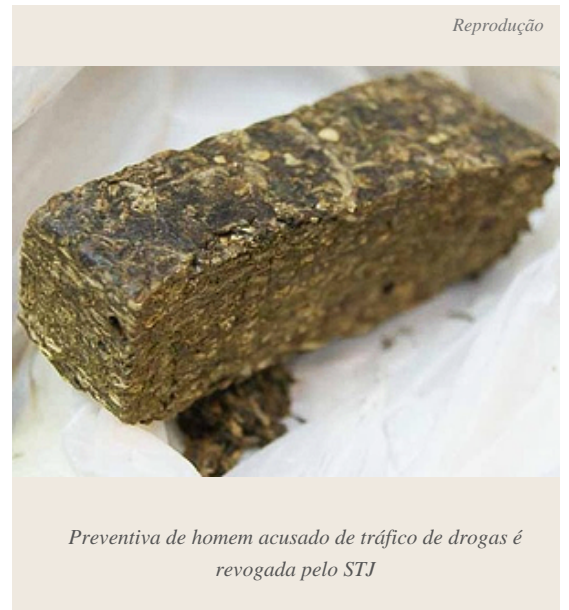 Reprodução
Preventiva de homem acusado de tráfico de drogas é
revogada pelo STJ